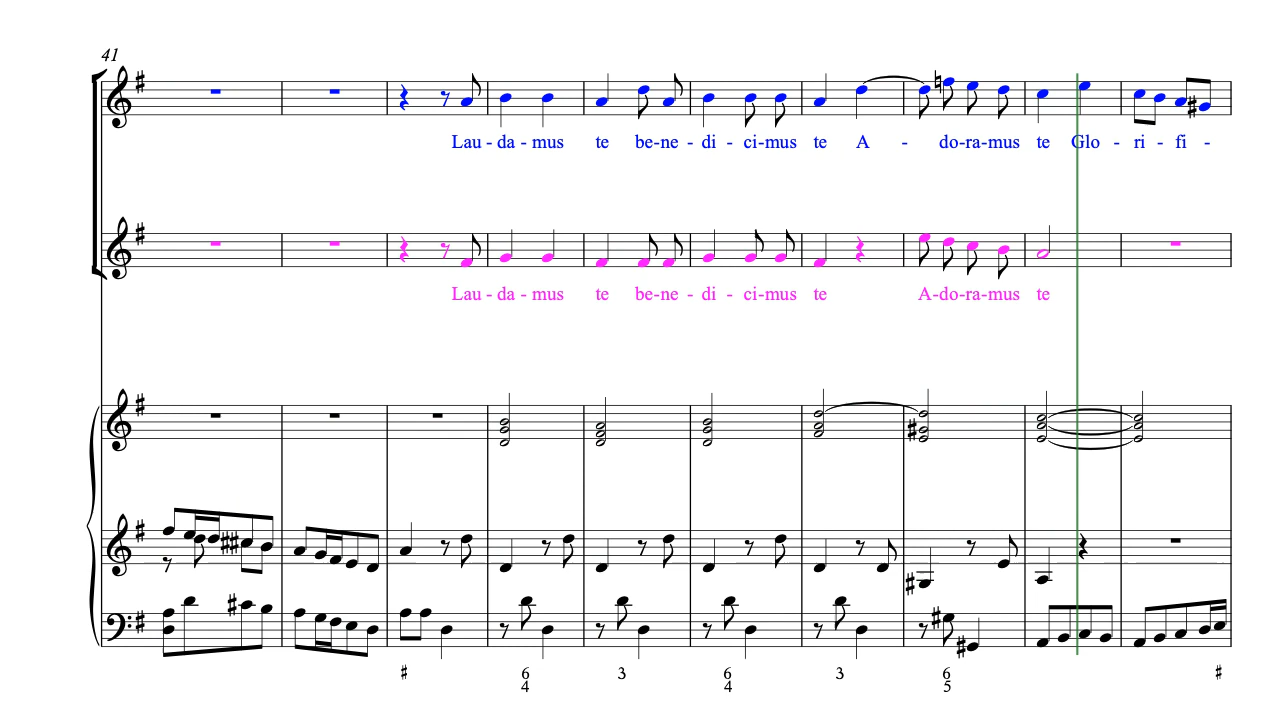 41
Lau - da - mus te be-ne - di - ci-mus te A - do-ra-mus te Glo - ri - fi -
Lau - da - mus te be-ne - di - ci-mus te A-do-ra-mus te
♯ 6 3 6 3 6 ♯
4 4 5